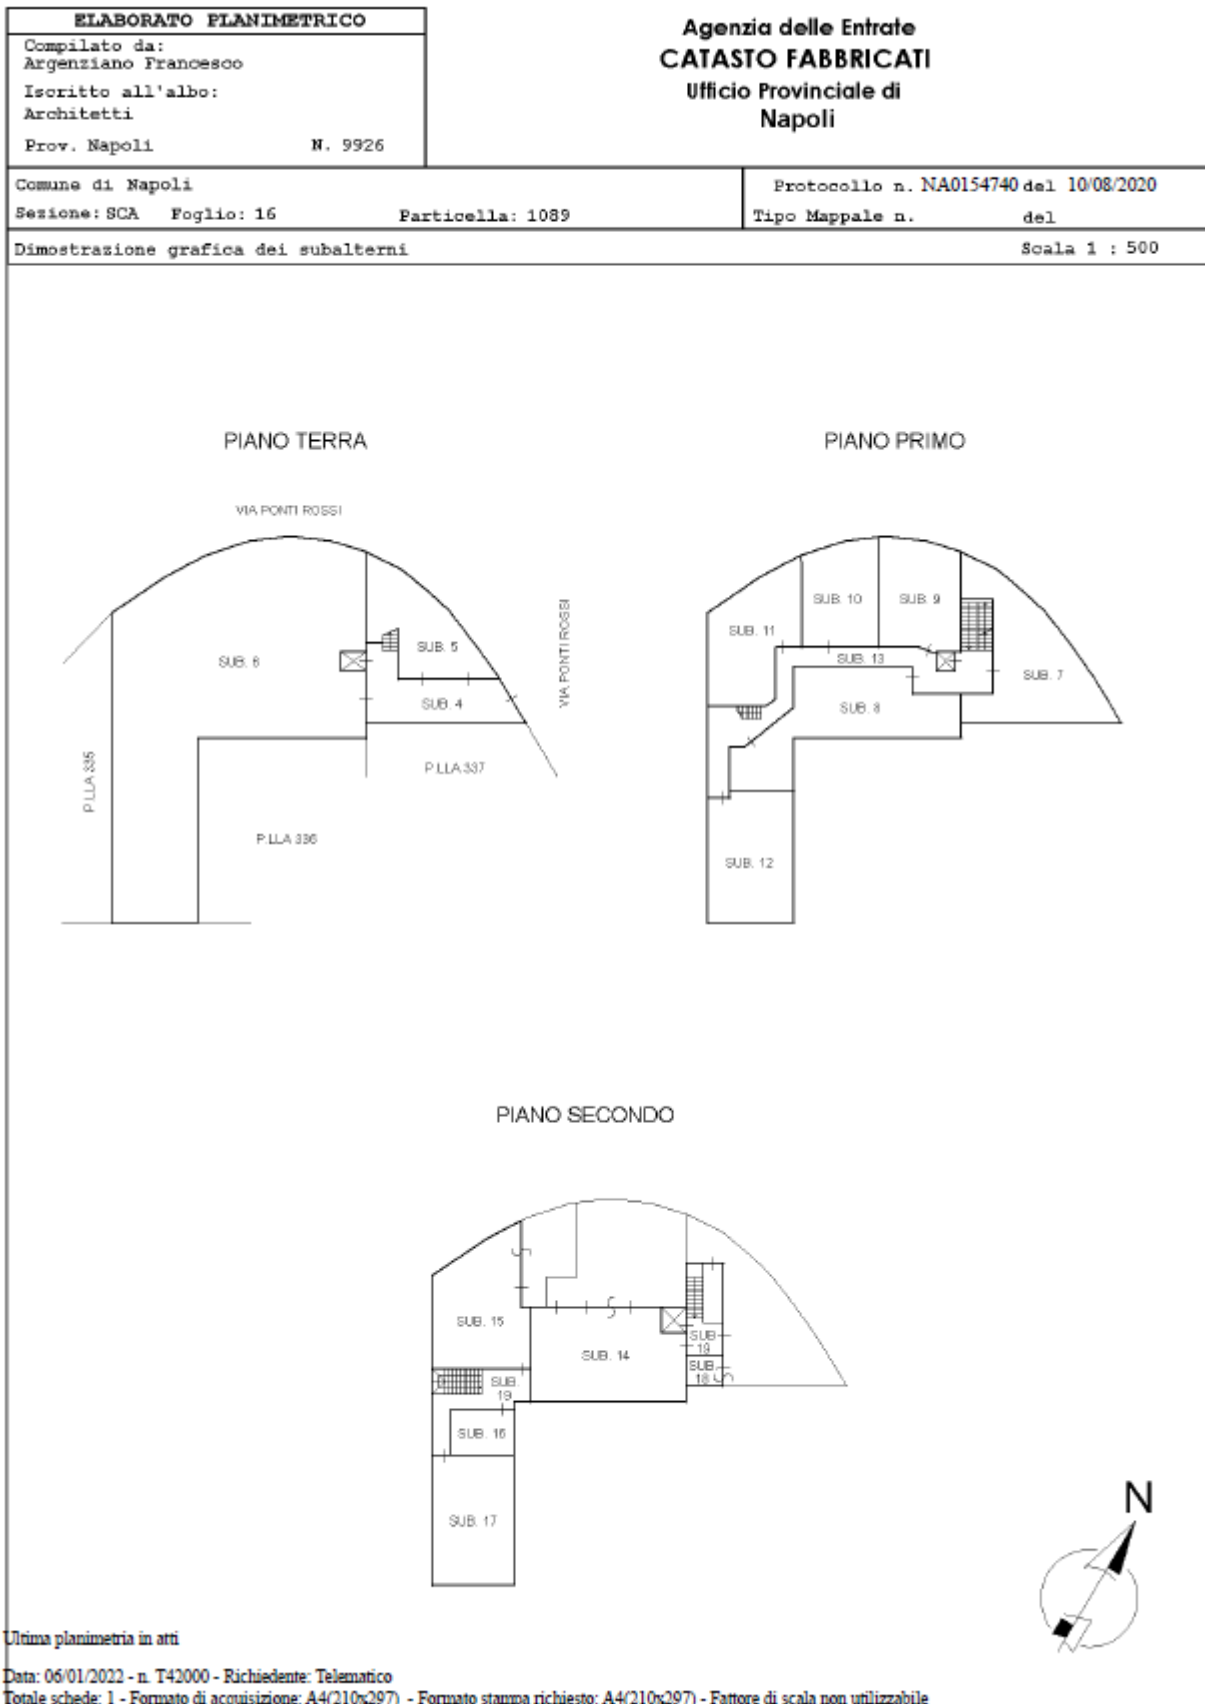 ELABORATO PLANIMETRICO
Compilato da:
Argenziano Francesco
Iscritto all'albo:
Architetti
Prov. Napoli N. 9926
Agenzia delle Entrate
CATASTO FABBRICATI
Ufficio Provinciale di
Napoli
Comune di Napoli
Sezione: SCA Foglio: 16 Particella: 1089
Protocollo n. NA0154740 del 10/08/2020
Tipo Mappale n. del
Dimostrazione grafica dei subalterni Scala 1 : 500
PIANO TERRA
VIA PONTI ROSSI
VIA PONTI ROSSI
SUB. 6
SUB. 5
SUB. 4
P.LLA 335
P.LLA 337
P.LLA 336
PIANO PRIMO
SUB. 10
SUB. 9
SUB. 11
SUB. 13
SUB. 7
SUB. 8
SUB. 12
PIANO SECONDO
SUB. 15
SUB. 14
SUB
19
SUB.
18
SUB.
19
SUB. 16
SUB. 17
N
Ultima planimetria in atti
Data: 06/01/2022 - n. T42000 - Richiedente: Telematico
Totale schede: 1 - Formato di acquisizione: A4(210x297) - Formato stampa richiesto: A4(210x297) - Fattore di scala non utilizzabile